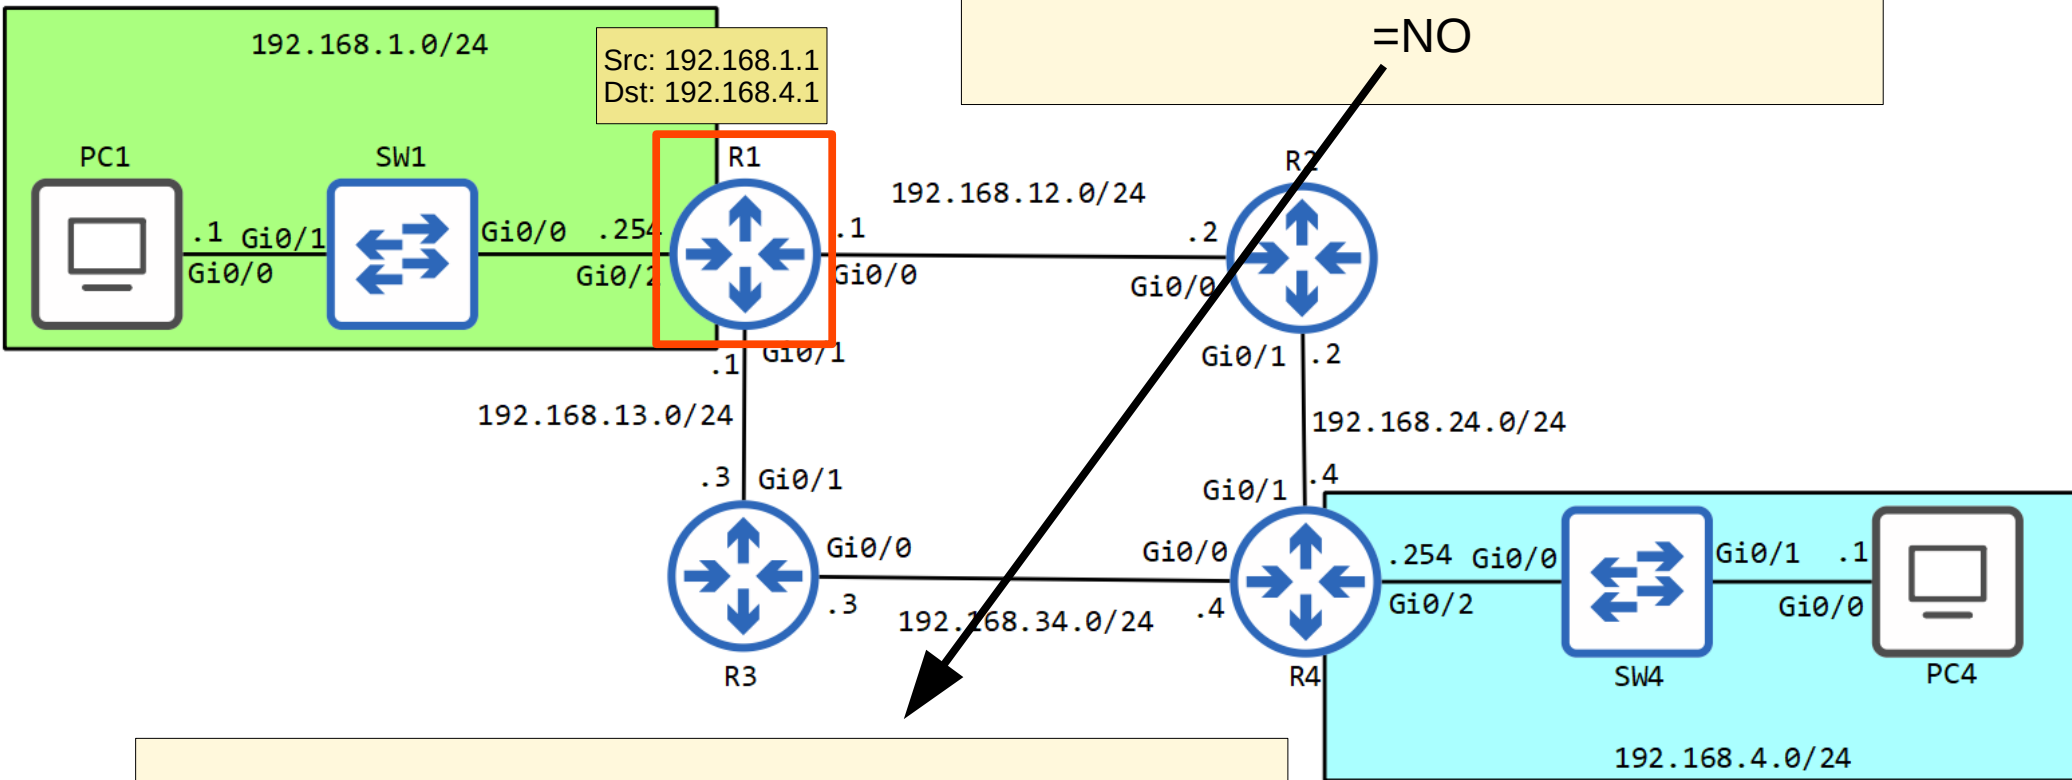 192.168.1.0/24
Src: 192.168.1.1
Dst: 192.168.4.1
=NO
PC1
SW1
R1
R2
192.168.12.0/24
.1 Gi0/1
Gi0/0
Gi0/0 .254
Gi0/2
.1
Gi0/0
.2
Gi0/0
Gi0/1
.1
Gi0/1 .2
192.168.13.0/24
192.168.24.0/24
.3 Gi0/1
.4
Gi0/1
Gi0/0
.3
Gi0/0
.4
192.168.34.0/24
.254 Gi0/0
Gi0/2
Gi0/1 .1
Gi0/0
R3
R4
SW4
PC4
192.168.4.0/24